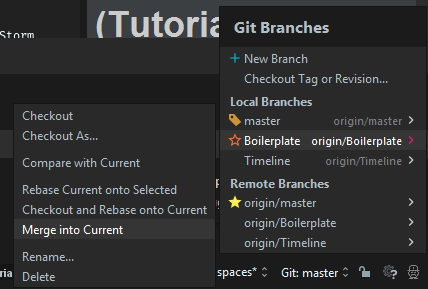 Storm
(Tutoria
Git Branches
New Branch
Checkout Tag or Revision...
Local Branches
master origin/master
Boilerplate origin/Boilerplate
Timeline origin/Timeline
Remote Branches
origin/master
origin/Boilerplate
origin/Timeline
Checkout
Checkout As...
Compare with Current
Rebase Current onto Selected
Checkout and Rebase onto Current
Merge into Current
Rename...
Delete
spaces* Git: master